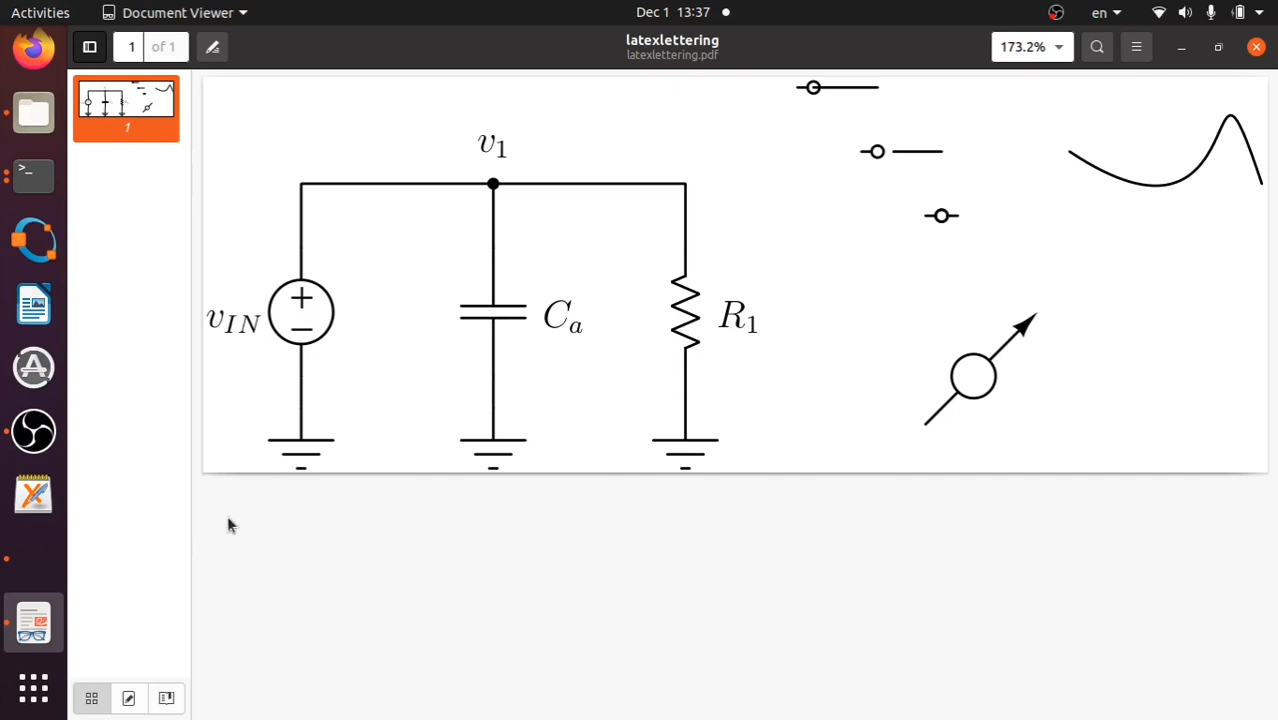 Activities
Document Viewer
Dec 1 13:37
en
1 of 1
latexlettering
latexlettering.pdf
173.2%
1
v1
+
−
vIN
Ca
R1